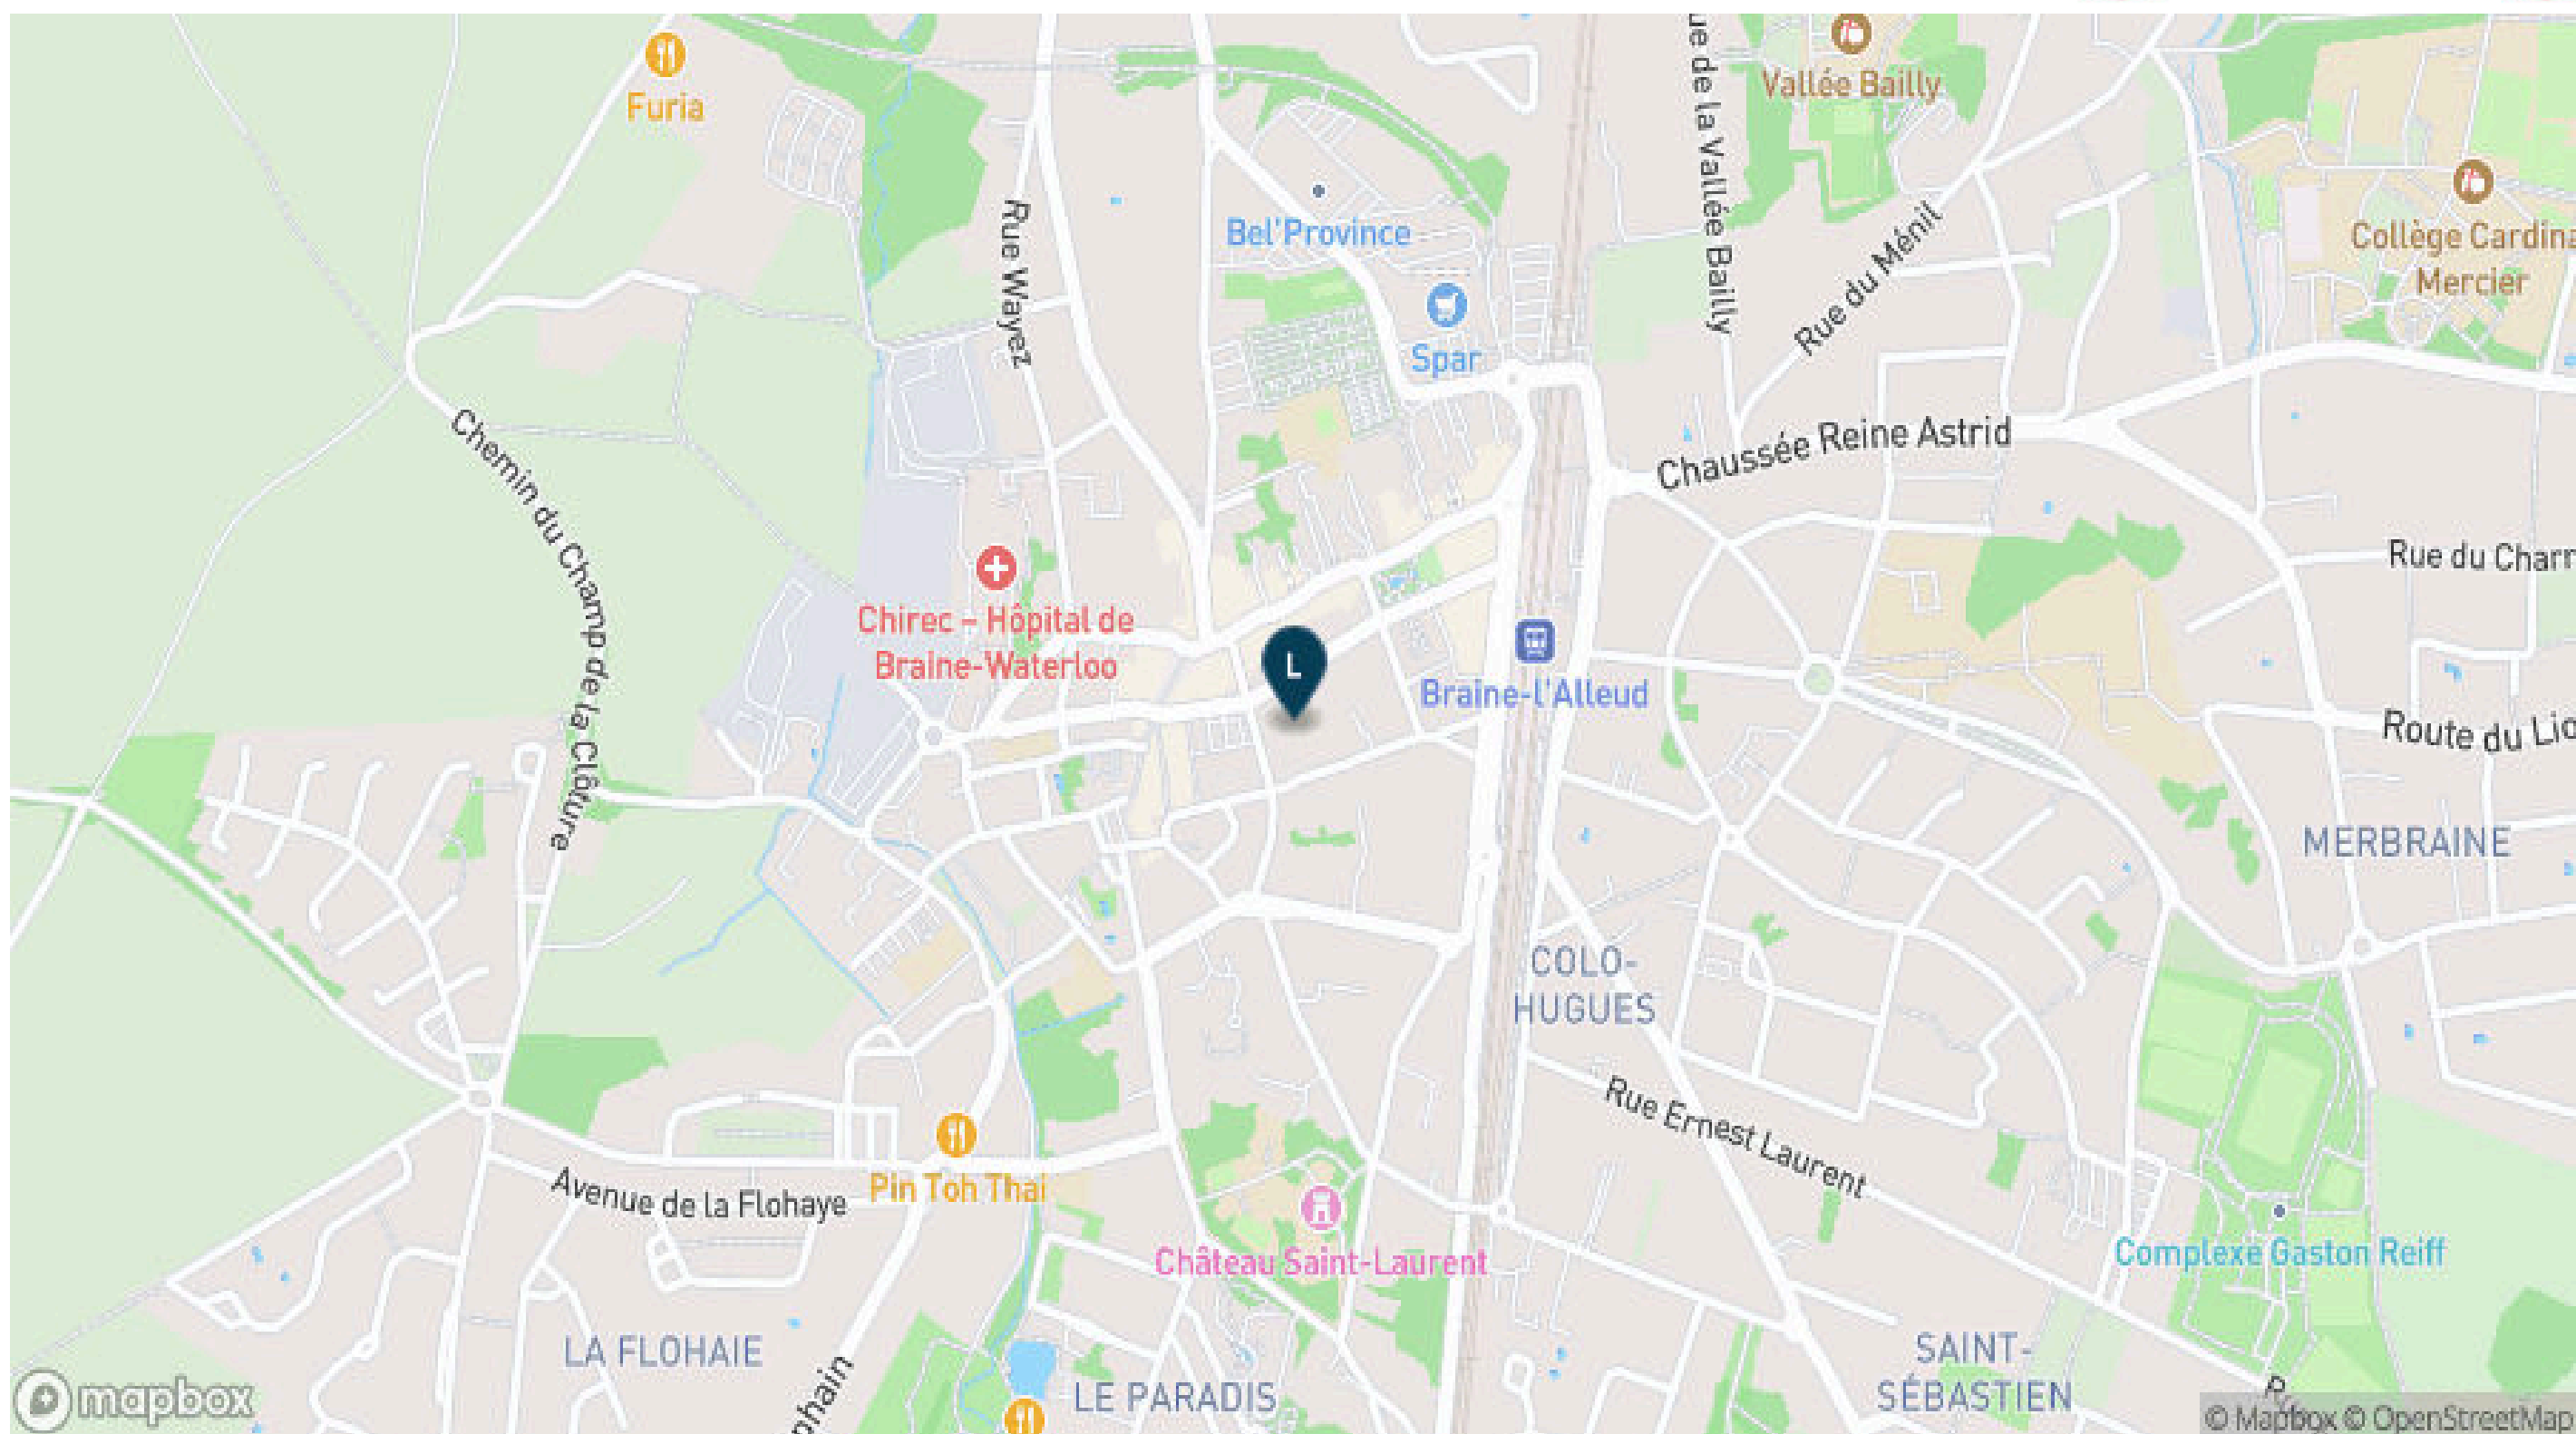 Furia
Rue Wayez
Bel'Province
Spar
Vallée Bailly
Rue du Ménil
Collège
Mercier
Chaussée Reine Astrid
Chemin du Champ de la Clôture
Chirec – Hôpital de
Braine-Waterloo
L
Braine-l'Alleud
Rue du
Route du
MERBRAINE
COLO-
HUGUES
Rue Ernest Laurent
Avenue de la Flohaye
Pin Toh Thai
Château Saint-Laurent
Complexe Gaston Reiff
LA FLOHAIE
LE PARADIS
SAINT-
SÉBASTIEN
mapbox
© Mapbox © OpenStreetMap
de la Vallée Bailly